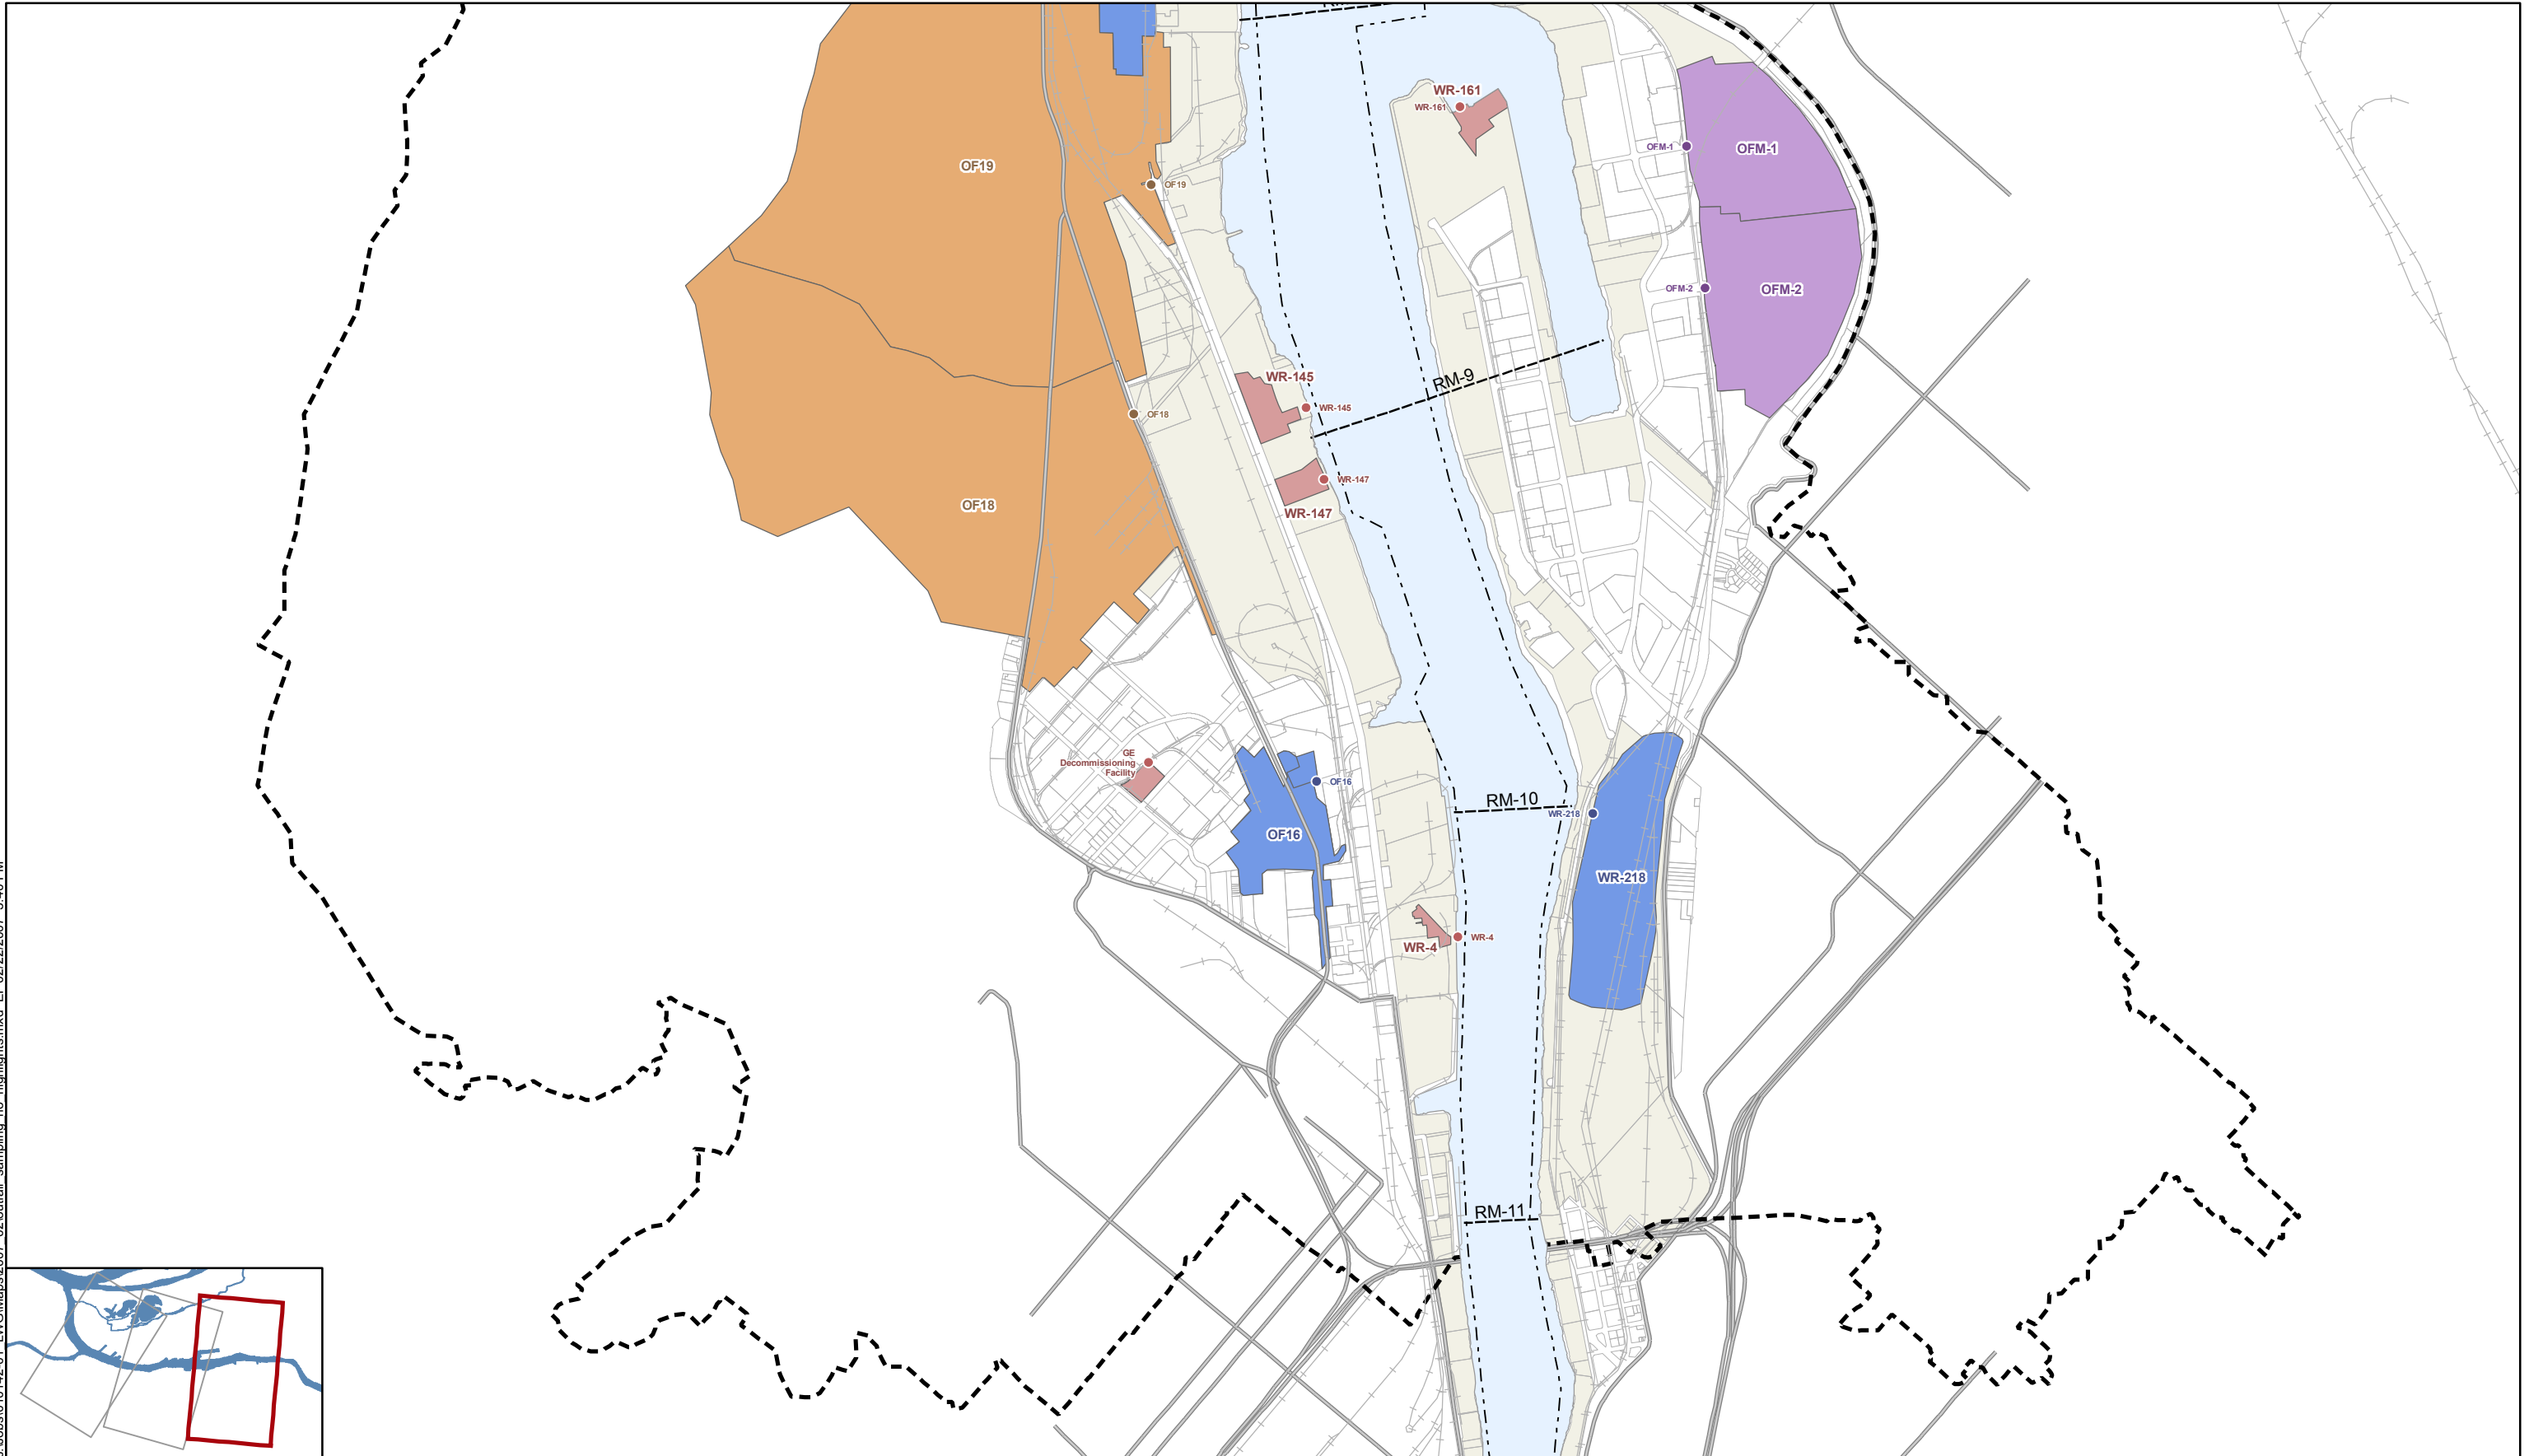 WR-161
WR-161
OFM-1
OFM-1
OF19
OF19
OFM-2
OFM-2
WR-145
RM-9
WR-145
OF18
WR-147
OF18
WR-147
GE
Decommissioning
Facility
OF16
RM-10
WR-218
OF16
WR-218
WR-4
WR-4
RM-11